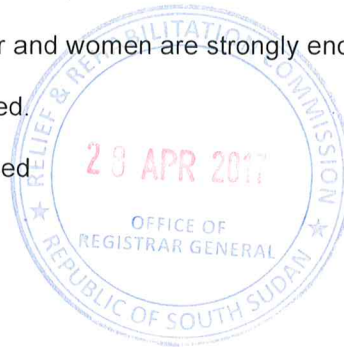 r and women are strongly enc
ed.
ed
RELIEF & REHABILITATION COMMISSION
28 APR 2017
OFFICE OF
REGISTRAR GENERAL
★ REPUBLIC OF SOUTH SUDAN ★